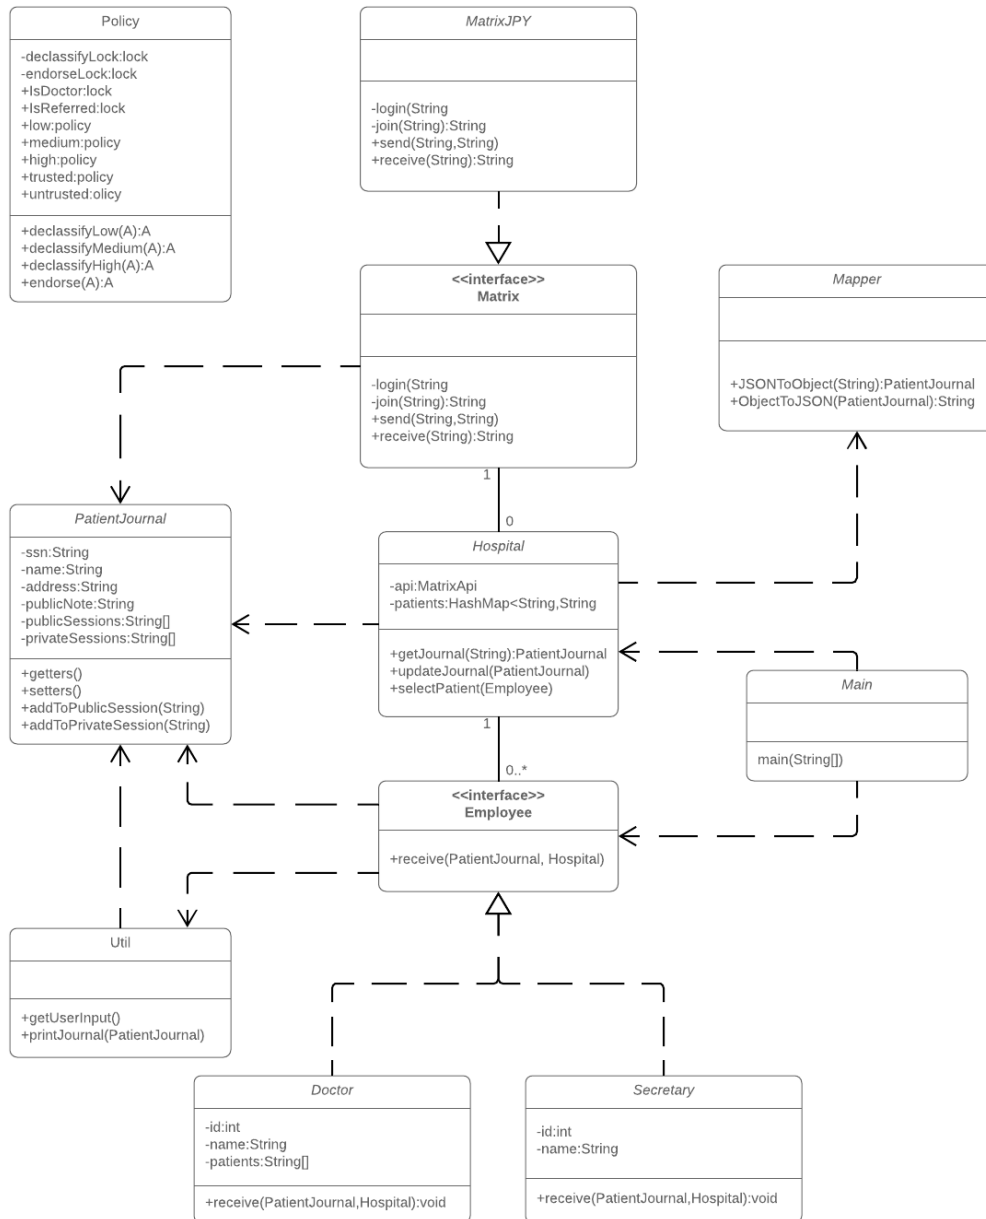 Policy
-declassifyLock:lock
-endorseLock:lock
+IsDoctor:lock
+IsReferred:lock
+low:policy
+medium:policy
+high:policy
+trusted:policy
+untrusted:olicy
+declassifyLow(A):A
+declassifyMedium(A):A
+declassifyHigh(A):A
+endorse(A):A
MatrixJPY
-login(String
-join(String):String
+send(String,String)
+receive(String):String
<<interface>>
Matrix
-login(String
-join(String):String
+send(String,String)
+receive(String):String
1
0
Mapper
+JSONToObject(String):PatientJournal
+ObjectToJSON(PatientJournal):String
PatientJournal
-ssn:String
-name:String
-address:String
-publicNote:String
-publicSessions:String[]
-privateSessions:String[]
+getters()
+setters()
+addToPublicSession(String)
+addToPrivateSession(String)
Hospital
-api:MatrixApi
-patients:HashMap<String,String
+getJournal(String):PatientJournal
+updateJournal(PatientJournal)
+selectPatient(Employee)
1
0..*
Main
main(String[])
<<interface>>
Employee
+receive(PatientJournal, Hospital)
Util
+getUserInput()
+printJournal(PatientJournal)
Doctor
-id:int
-name:String
-patients:String[]
+receive(PatientJournal,Hospital):void
Secretary
-id:int
-name:String
+receive(PatientJournal,Hospital):void